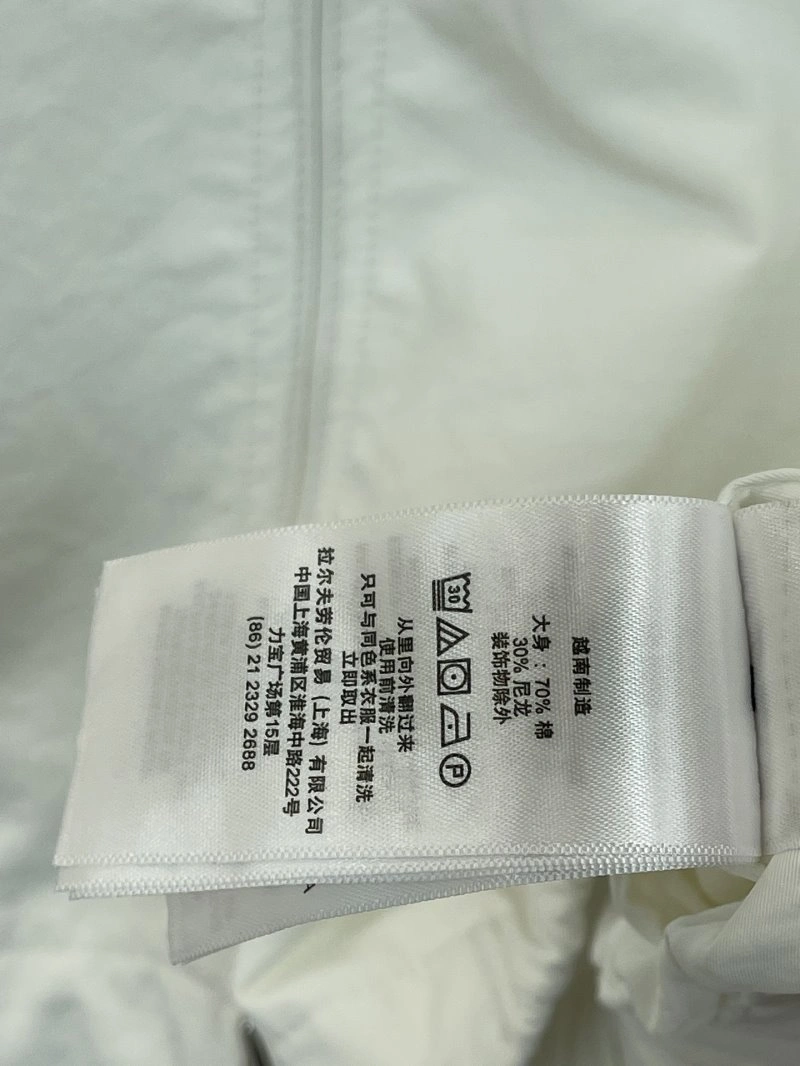 越南制造
大身：70% 棉
30% 尼龙
装饰物除外
30
P
从里向外翻过来
使用前清洗
只可与同色系衣服一起清洗
立即取出
拉尔夫劳伦贸易 (上海) 有限公司
中国上海黄浦区淮海中路222号
力宝广场第15层
(86) 21 2329 2688